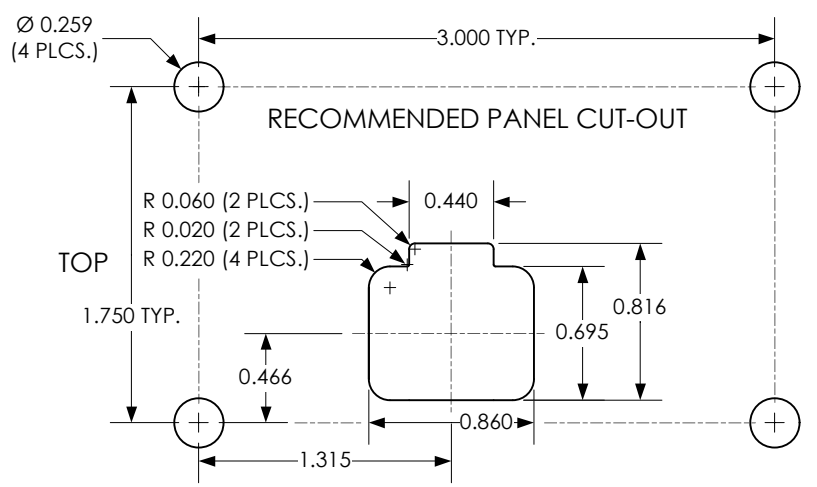 Ø 0.259
(4 PLCS.)
3.000 TYP.
RECOMMENDED PANEL CUT-OUT
R 0.060 (2 PLCS.)
0.440
R 0.020 (2 PLCS.)
TOP
R 0.220 (4 PLCS.)
1.750 TYP.
0.816
0.695
0.466
0.860
1.315